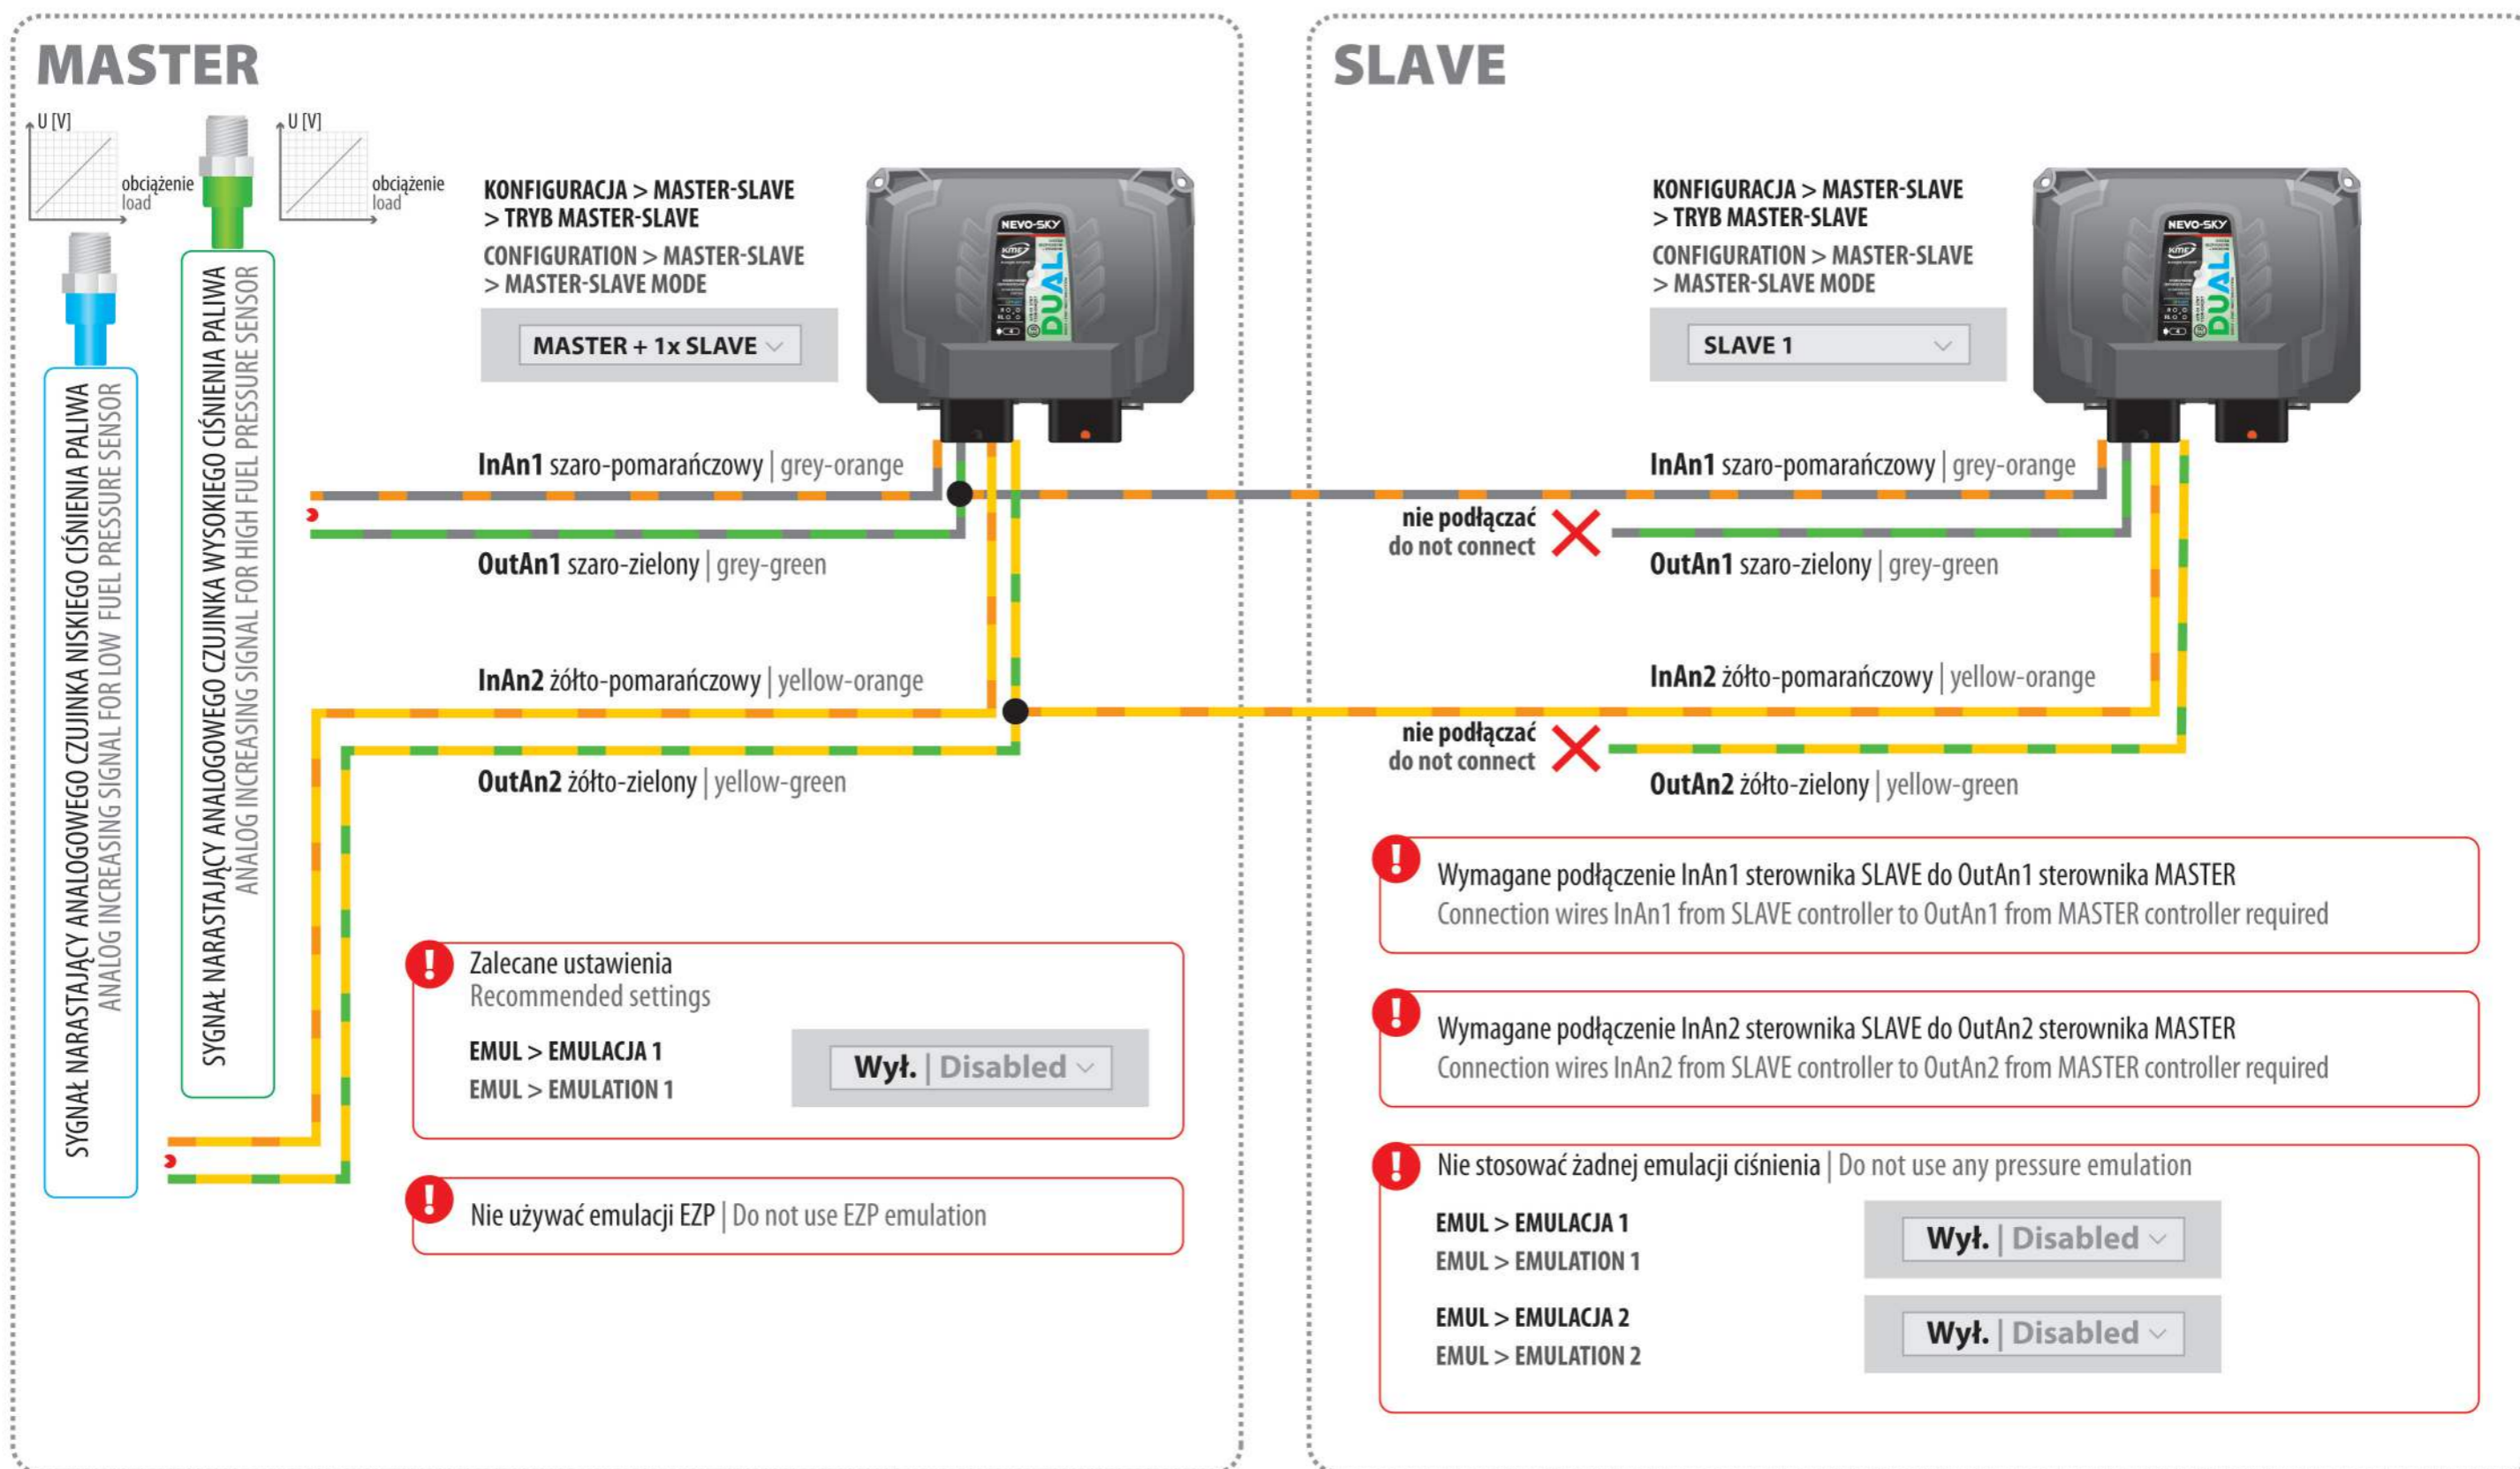 MASTER
U [V]
obciążenie
load
U [V]
obciążenie
load
SYGNAŁ NARASTAJĄCY ANALOGOWEGO CZUJINKA NISKIEGO CIŚNIENIA PALIWA
ANALOG INCREASING SIGNAL FOR LOW FUEL PRESSURE SENSOR
SYGNAŁ NARASTAJĄCY ANALOGOWEGO CZUJINKA WYSOKIEGO CIŚNIENIA PALIWA
ANALOG INCREASING SIGNAL FOR HIGH FUEL PRESSURE SENSOR
KONFIGURACJA > MASTER-SLAVE
> TRYB MASTER-SLAVE
CONFIGURATION > MASTER-SLAVE
> MASTER-SLAVE MODE
MASTER + 1x SLAVE
NEVO-SKY
KME
DUAL
InAn1 szaro-pomarańczowy | grey-orange
OutAn1 szaro-zielony | grey-green
InAn2 żółto-pomarańczowy | yellow-orange
OutAn2 żółto-zielony | yellow-green
Zalecane ustawienia
Recommended settings
EMUL > EMULACJA 1
EMUL > EMULATION 1
Wył. | Disabled
Nie używać emulacji EZP | Do not use EZP emulation
SLAVE
KONFIGURACJA > MASTER-SLAVE
> TRYB MASTER-SLAVE
CONFIGURATION > MASTER-SLAVE
> MASTER-SLAVE MODE
SLAVE 1
NEVO-SKY
KME
DUAL
InAn1 szaro-pomarańczowy | grey-orange
nie podłączać
do not connect
OutAn1 szaro-zielony | grey-green
InAn2 żółto-pomarańczowy | yellow-orange
nie podłączać
do not connect
OutAn2 żółto-zielony | yellow-green
Wymagane podłączenie InAn1 sterownika SLAVE do OutAn1 sterownika MASTER
Connection wires InAn1 from SLAVE controller to OutAn1 from MASTER controller required
Wymagane podłączenie InAn2 sterownika SLAVE do OutAn2 sterownika MASTER
Connection wires InAn2 from SLAVE controller to OutAn2 from MASTER controller required
Nie stosować żadnej emulacji ciśnienia | Do not use any pressure emulation
EMUL > EMULACJA 1
EMUL > EMULATION 1
Wył. | Disabled
EMUL > EMULACJA 2
EMUL > EMULATION 2
Wył. | Disabled